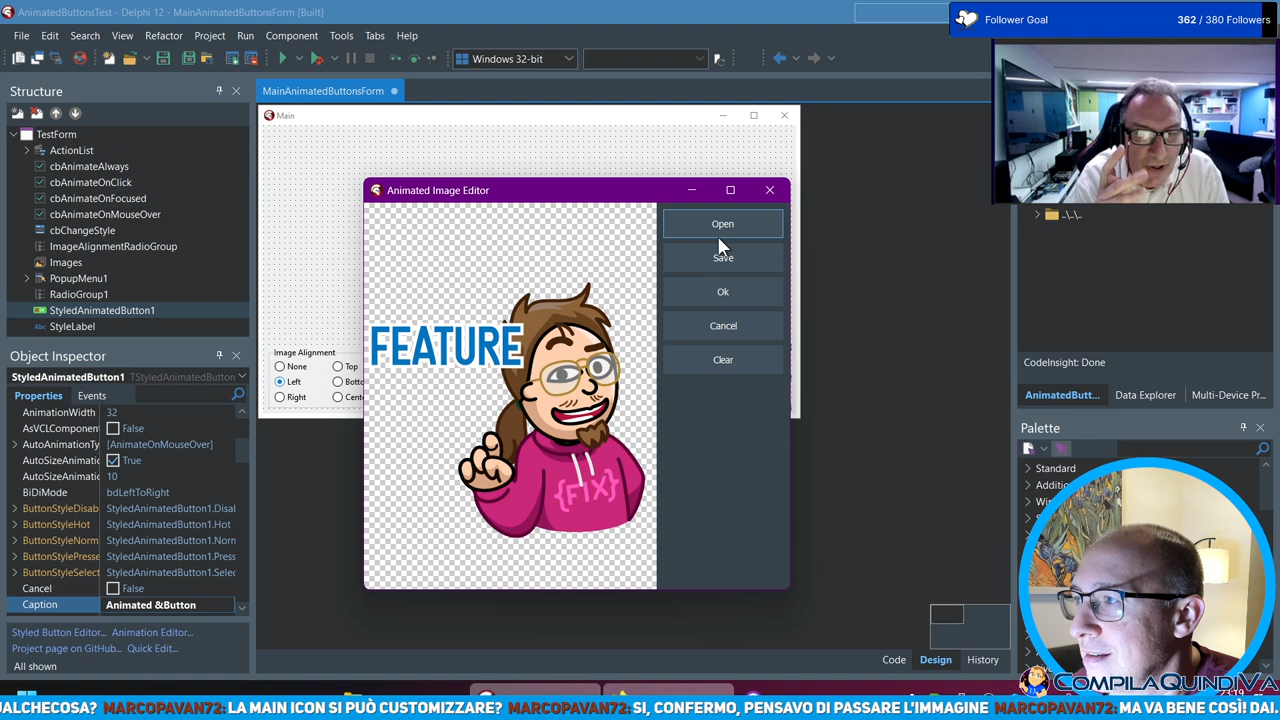 AnimatedButtonsTest - Delphi 12 - MainAnimatedButtonsForm [Built]
Follower Goal
362 / 380 Followers
File Edit Search View Refactor Project Run Component Tools Tabs Help
Windows 32-bit
Structure
MainAnimatedButtonsForm
TestForm
ActionList
cbAnimateAlways
cbAnimateOnClick
cbAnimateOnFocused
cbAnimateOnMouseOver
cbChangeStyle
ImageAlignmentRadioGroup
Images
PopupMenu1
RadioGroup1
StyledAnimatedButton1
StyleLabel
Main
Animated Image Editor
Open
Save
Ok
Cancel
Clear
FEATURE
{FIX}
Image Alignment
None
Left
Right
Top
Object Inspector
StyledAnimatedButton1 TStyledAnimatedButton
Properties Events
AnimationWidth 32
AsVCLComponent False
AutoAnimationTy [AnimateOnMouseOver]
AutoSizeAnimatic True
AutoSizeAnimatic 10
BiDiMode bdLeftToRight
ButtonStyleDisab StyledAnimatedButton1.Disal
ButtonStyleHot StyledAnimatedButton1.Hot
ButtonStyleNorm StyledAnimatedButton1.Norn
ButtonStylePresse StyledAnimatedButton1.Press
ButtonStyleSelect StyledAnimatedButton1.Selec
Cancel False
Caption Animated &Button
Styled Button Editor... Animation Editor...
Project page on GitHub... Quick Edit...
All shown
..\..\
CodeInsight: Done
AnimatedButt... Data Explorer Multi-Device Pr...
Palette
Standard
Code Design History
COMPILAQUINDIVA
UALCHECOSA? MARCOPAVAN72: LA MAIN ICON SI PUÒ CUSTOMIZZARE? MARCOPAVAN72: SI, CONFERMO, PENSAVO DI PASSARE L'IMMAGINE MARCOPAVAN72: MA VA BENE COSÌ! DAI.